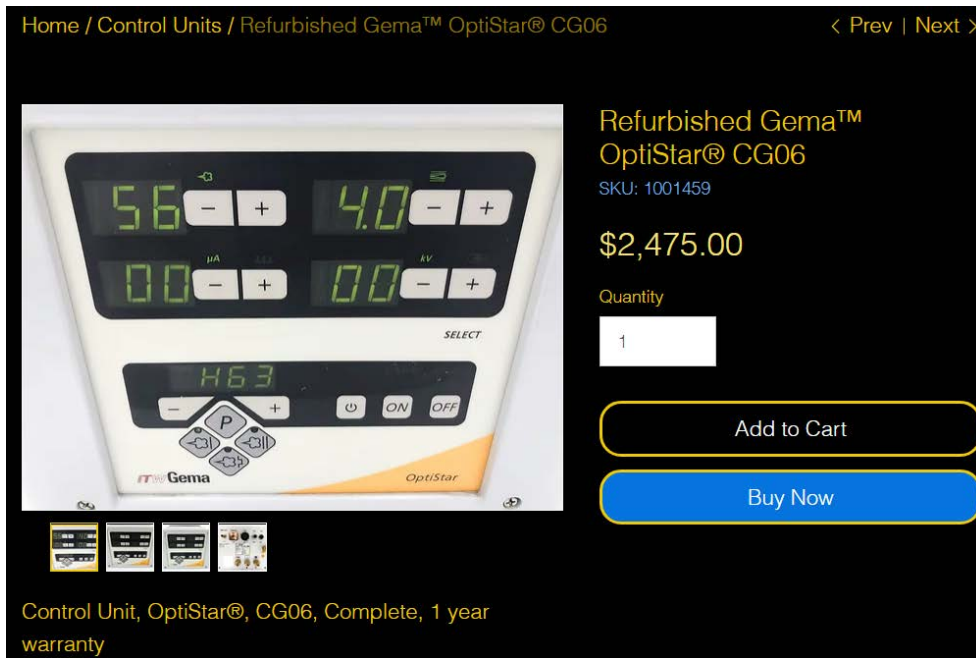 Home / Control Units / Refurbished Gema™ OptiStar® CG06
< Prev | Next >
56 - + 4.0 - +
µA kV
00 - + 00 - +
SELECT
H63
- + ON OFF
P
ITW Gema OptiStar
Refurbished Gema™
OptiStar® CG06
SKU: 1001459
$2,475.00
Quantity
1
Add to Cart
Buy Now
Control Unit, OptiStar®, CG06, Complete, 1 year
warranty